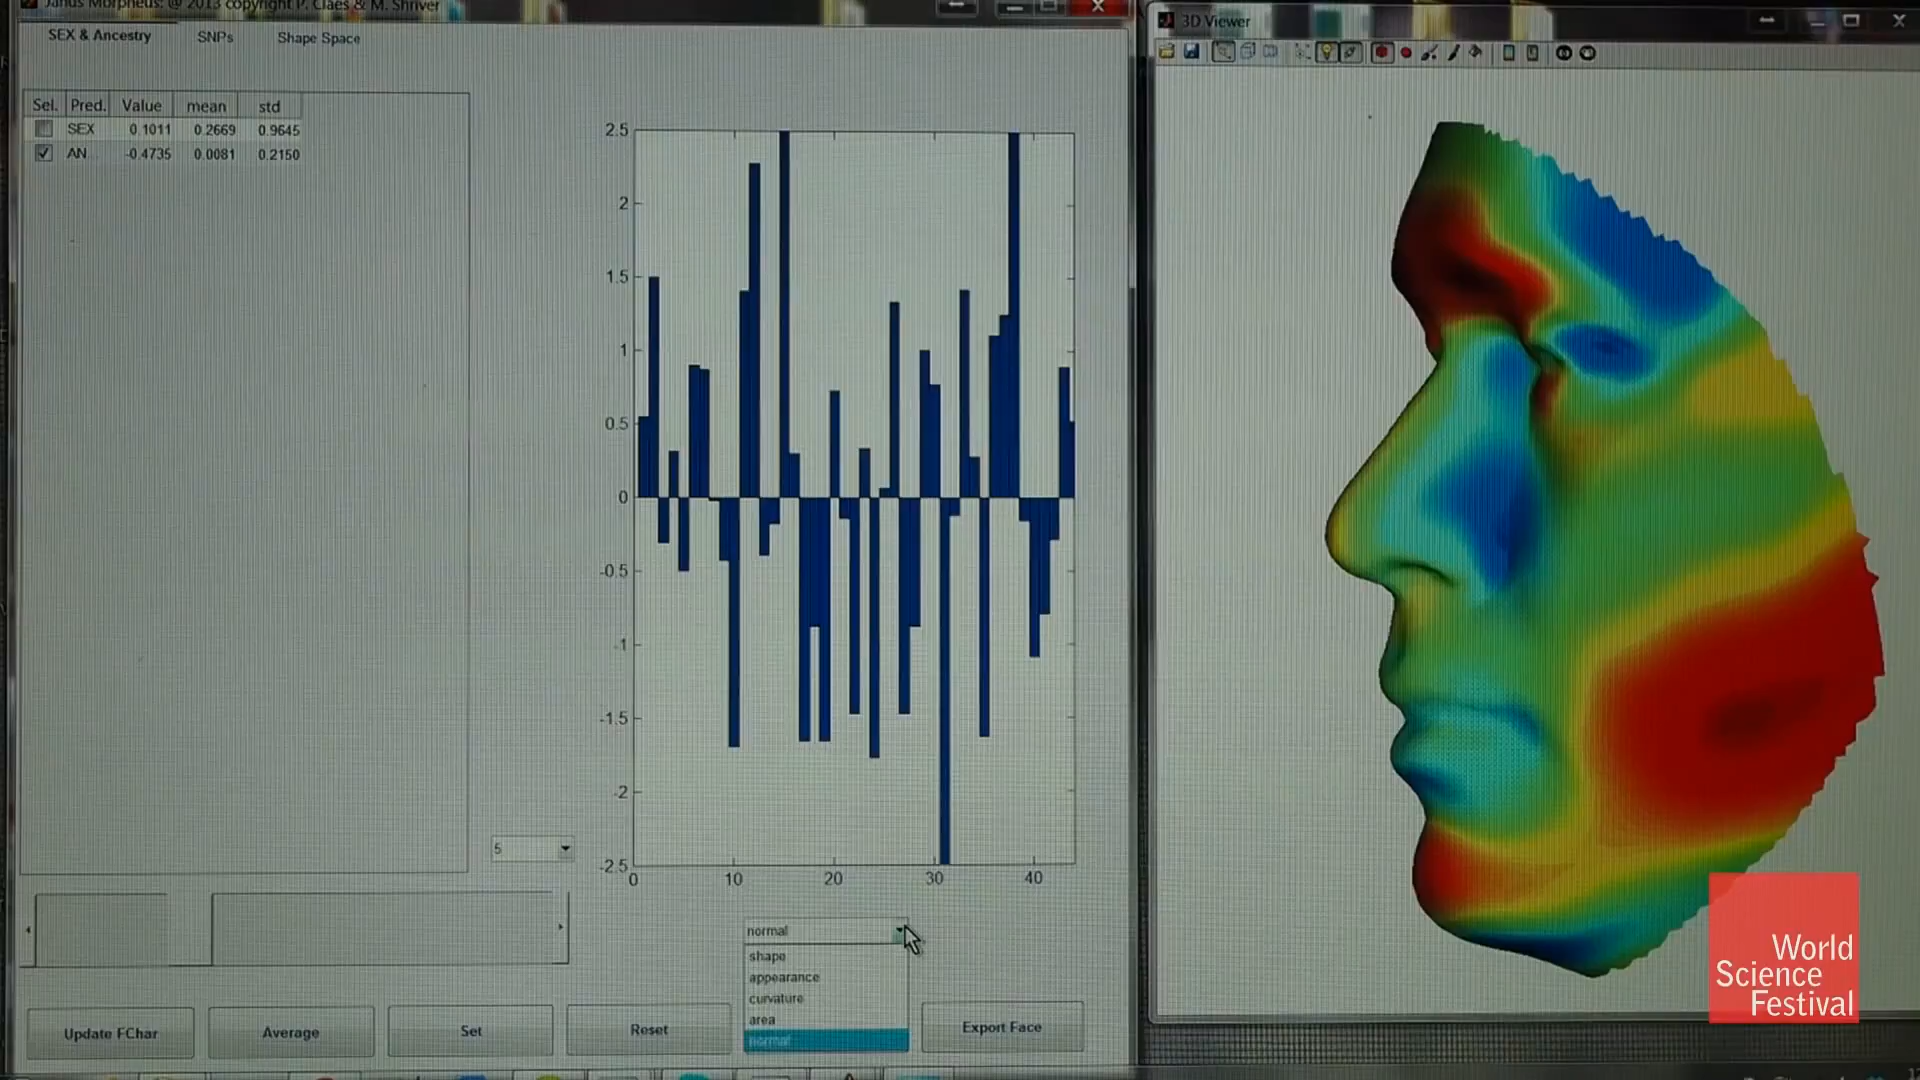 Janus Morpheus: @ 2013 copyright P. Claes & M. Shriver
SEX & Ancestry SNPs Shape Space
Sel. Pred. Value mean std
SEX 0.1011 0.2669 0.9645
AN... -0.4735 0.0081 0.2150
2.5
2
1.5
1
0.5
0
-0.5
-1
-1.5
-2
-2.5
0 10 20 30 40
5
normal
shape
appearance
curvature
area
normal
Update FChar Average Set Reset Export Face
3D Viewer
World
Science
Festival